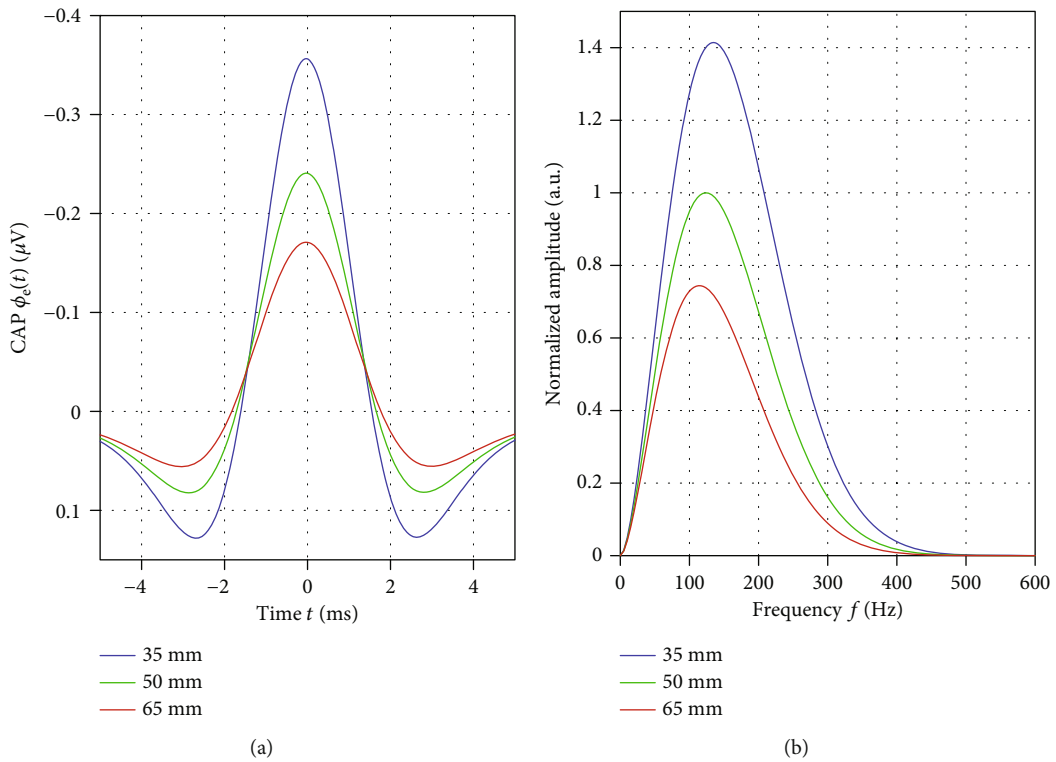 −0.4
−0.3
−0.2
−0.1
0
0.1
CAP ϕe(t) (μV)
−4
−2
0
2
4
Time t (ms)
35 mm
50 mm
65 mm
(a)
1.4
1.2
1
0.8
0.6
0.4
0.2
0
Normalized amplitude (a.u.)
0
100
200
300
400
500
600
Frequency f (Hz)
35 mm
50 mm
65 mm
(b)